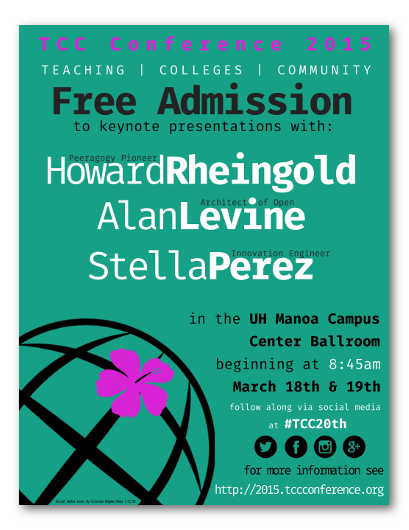 TCC Conference 2015
TEACHING | COLLEGES | COMMUNITY
Free Admission
to keynote presentations with:
Peeragogy Pioneer
HowardRheingold
Architect of Open
AlanLevine
Innovation Engineer
StellaPerez
in the UH Manoa Campus
Center Ballroom
beginning at 8:45am
March 18th & 19th
follow along via social media
at #TCC20th
for more information see
http://2015.tccconference.org